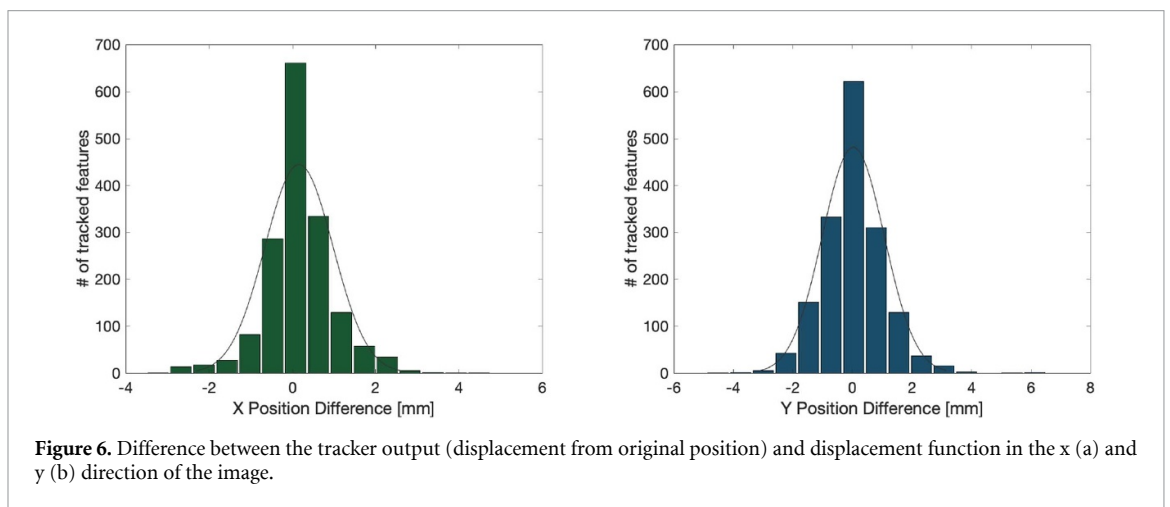 700
600
500
400
300
200
100
0
-4 -2 0 2 4 6
# of tracked features
X Position Difference [mm]
700
600
500
400
300
200
100
0
-6 -4 -2 0 2 4 6 8
# of tracked features
Y Position Difference [mm]
Figure 6. Difference between the tracker output (displacement from original position) and displacement function in the x (a) and
y (b) direction of the image.